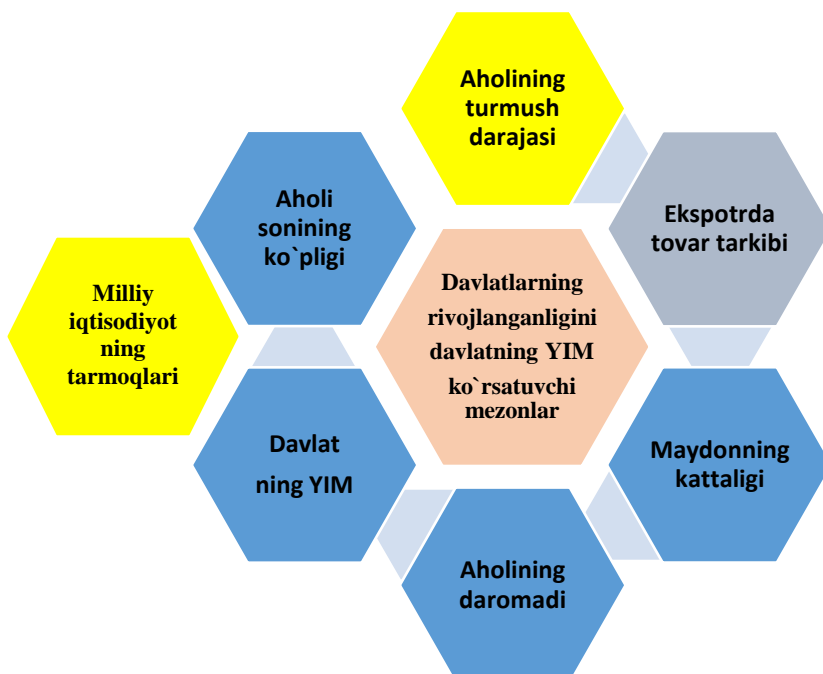 Aholining
turmush
darajasi
Aholi
sonining
ko`pligi
Ekspotrda
tovar tarkibi
Milliy
iqtisodiyot
ning
tarmoqlari
Davlatlarning
rivojlanganligini
davlatning YIM
ko`rsatuvchi
mezonlar
Davlat
ning YIM
Maydonning
kattaligi
Aholining
daromadi